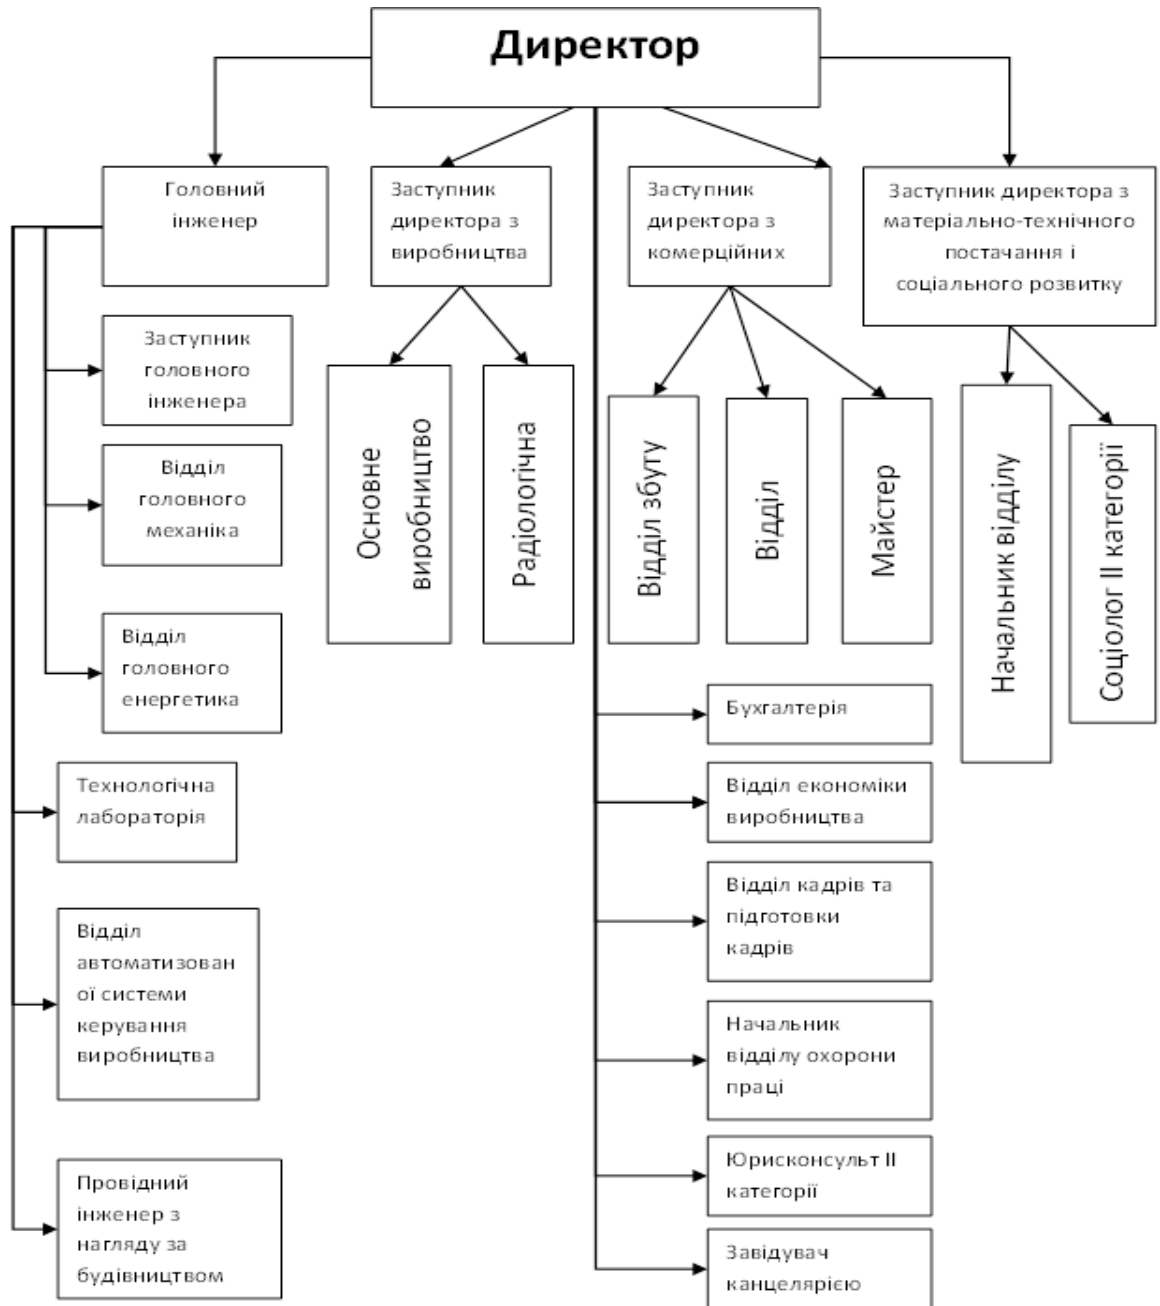 Директор
Головний
інженер
Заступник
директора з
виробництва
Заступник
директора з
комерційних
Заступник директора з
матеріально-технічного
постачання і
соціального розвитку
Заступник
головного
інженера
Відділ
головного
механіка
Відділ
головного
енергетика
Технологічна
лабораторія
Відділ
автоматизован
ої системи
керування
виробництва
Провідний
інженер з
нагляду за
будівництвом
Основне
виробництво
Радіологічна
Відділ збуту
Відділ
Майстер
Начальник відділу
Соціолог ІІ категорії
Бухгалтерія
Відділ економіки
виробництва
Відділ кадрів та
підготовки
кадрів
Начальник
відділу охорони
праці
Юрисконсульт ІІ
категорії
Завідувач
канцелярією